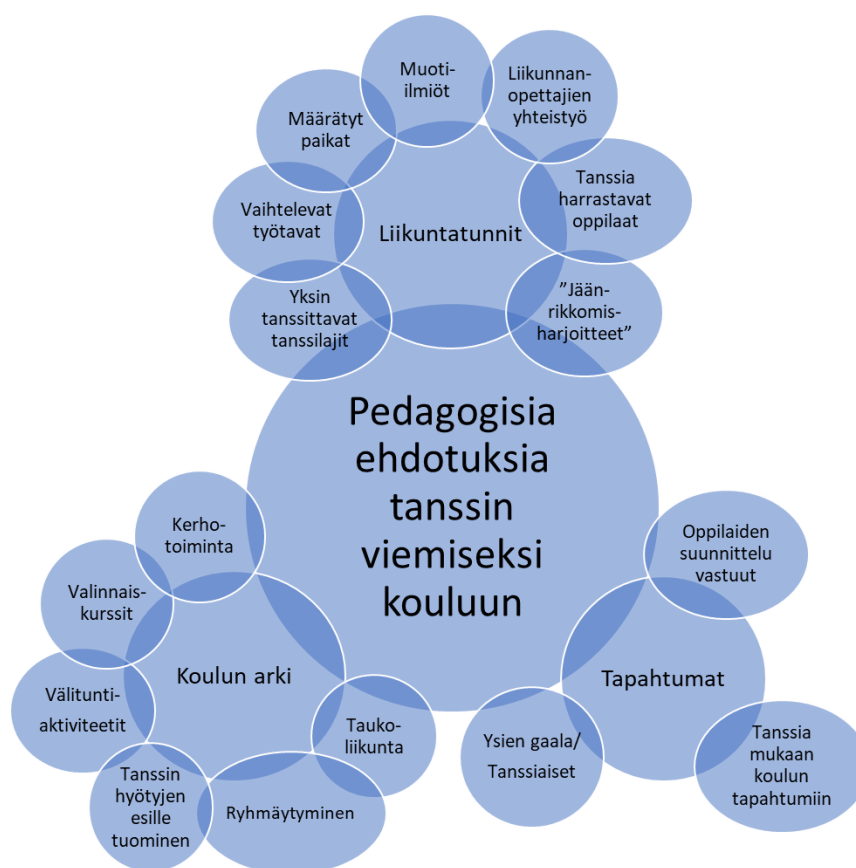 Muoti-
ilmiöt
Liikunnan-
opettajien
yhteistyö
Määrätyt
paikat
Tanssia
harrastavat
oppilaat
Vaihtelevat
työtavat
Liikuntatunnit
Yksin
tanssittavat
tanssilajit
”Jään-
rikkomis-
harjoitteet”
Pedagogisia
ehdotuksia
tanssin
viemiseksi
kouluun
Kerho-
toiminta
Valinnais-
kurssit
Koulun arki
Välitunti-
aktiviteetit
Tauko-
liikunta
Tanssin
hyötyjen
esille
tuominen
Ryhmäytyminen
Oppilaiden
suunnittelu
vastuut
Tapahtumat
Ysien gaala/
Tanssiaiset
Tanssia
mukaan
koulun
tapahtumiin